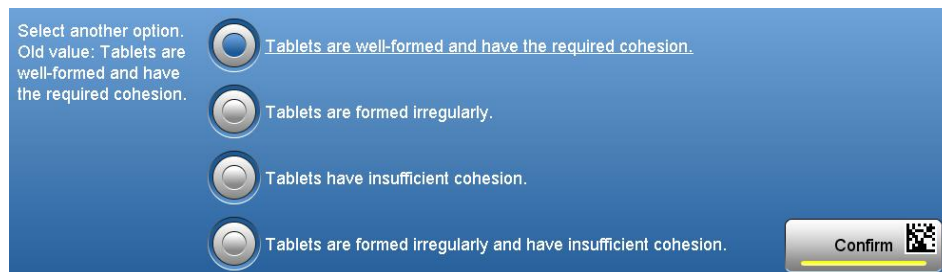 Select another option.
Old value: Tablets are
well-formed and have
the required cohesion.
Tablets are well-formed and have the required cohesion.
Tablets are formed irregularly.
Tablets have insufficient cohesion.
Tablets are formed irregularly and have insufficient cohesion.
Confirm